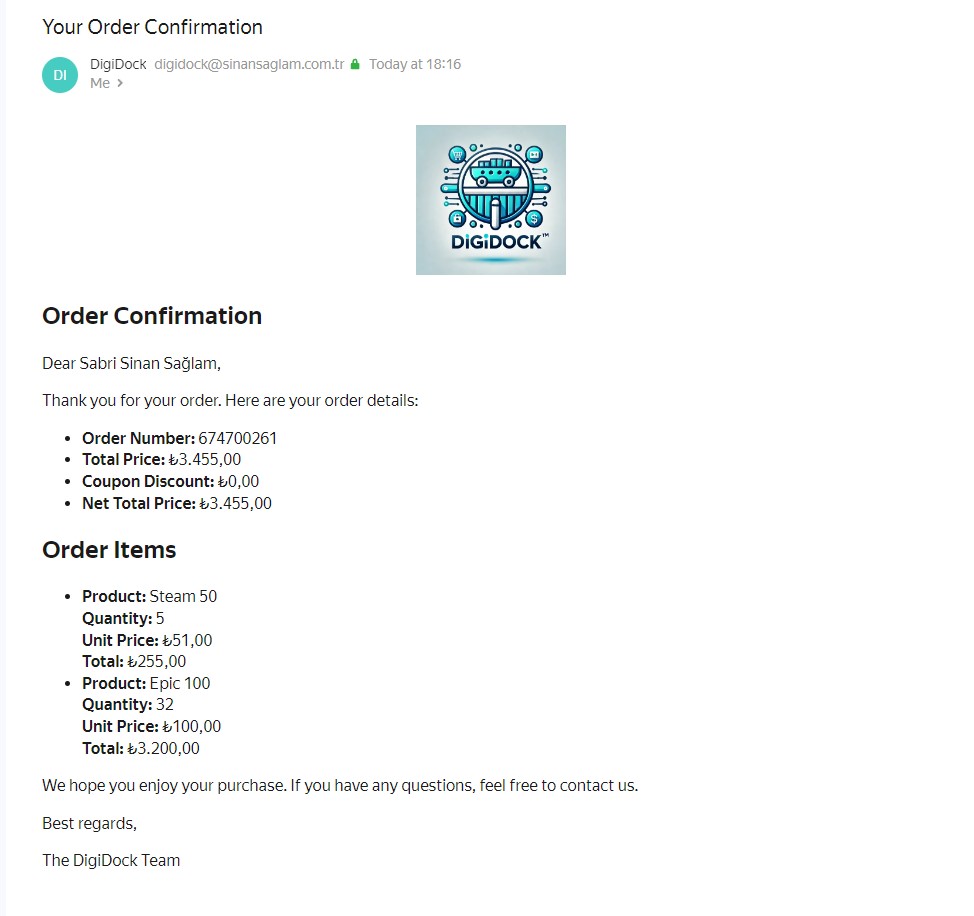 Your Order Confirmation
DI
DigiDock digidock@sinansaglam.com.tr Today at 18:16
Me >
DiGiDOCK™
Order Confirmation
Dear Sabri Sinan Sağlam,
Thank you for your order. Here are your order details:
• Order Number: 674700261
• Total Price: ₺3.455,00
• Coupon Discount: ₺0,00
• Net Total Price: ₺3.455,00
Order Items
• Product: Steam 50
Quantity: 5
Unit Price: ₺51,00
Total: ₺255,00
• Product: Epic 100
Quantity: 32
Unit Price: ₺100,00
Total: ₺3.200,00
We hope you enjoy your purchase. If you have any questions, feel free to contact us.
Best regards,
The DigiDock Team